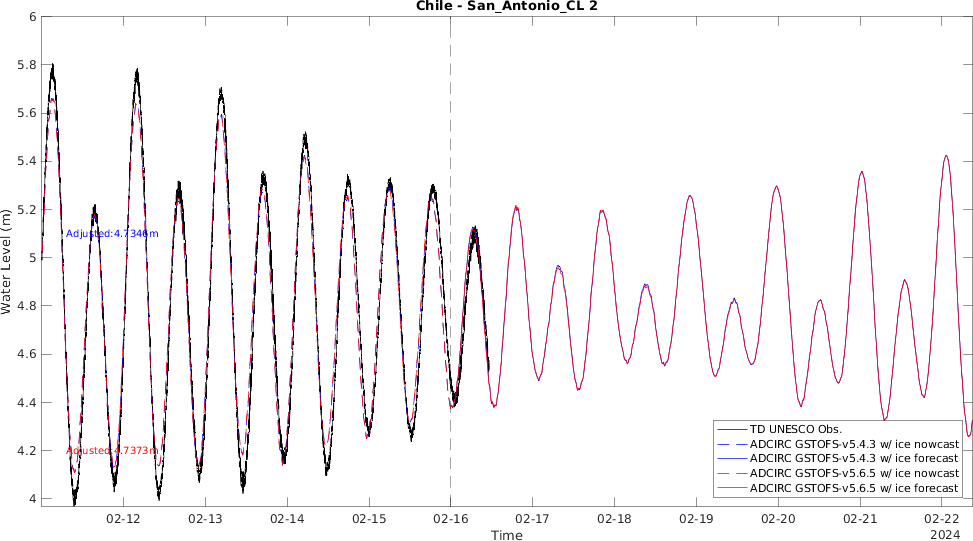 Chile - San_Antonio_CL 2
6
5.8
5.6
5.4
5.2
5
4.8
4.6
4.4
4.2
4
Water Level (m)
Adjusted:4.7346m
Adjusted:4.7373m
TD UNESCO Obs.
ADCIRC GSTOFS-v5.4.3 w/ ice nowcast
ADCIRC GSTOFS-v5.4.3 w/ ice forecast
ADCIRC GSTOFS-v5.6.5 w/ ice nowcast
ADCIRC GSTOFS-v5.6.5 w/ ice forecast
02-12 02-13 02-14 02-15 02-16 02-17 02-18 02-19 02-20 02-21 02-22
Time 2024